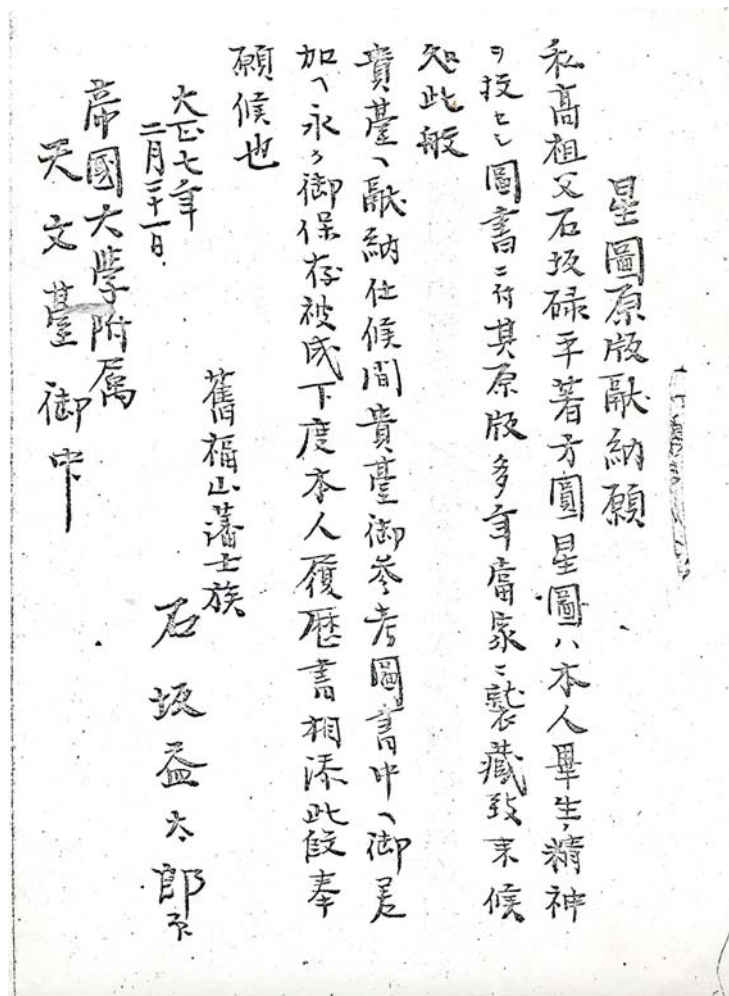 星圖原版献納願
私高祖父石坂碌平著方圓星圖ハ本人畢生ノ精神
ヲ投セシ圖書ニ付其原版多年當家ニ襲藏致来候
処此般
貴臺ヘ献納仕候間貴臺御参考圖書中ヘ御差
加ヘ永ク御保存被成下度本人履歴書相添此段奉
願候也
大正七年
二月二十一日
舊福山藩士族
石坂益太郎
帝國大學附属
天文臺御中